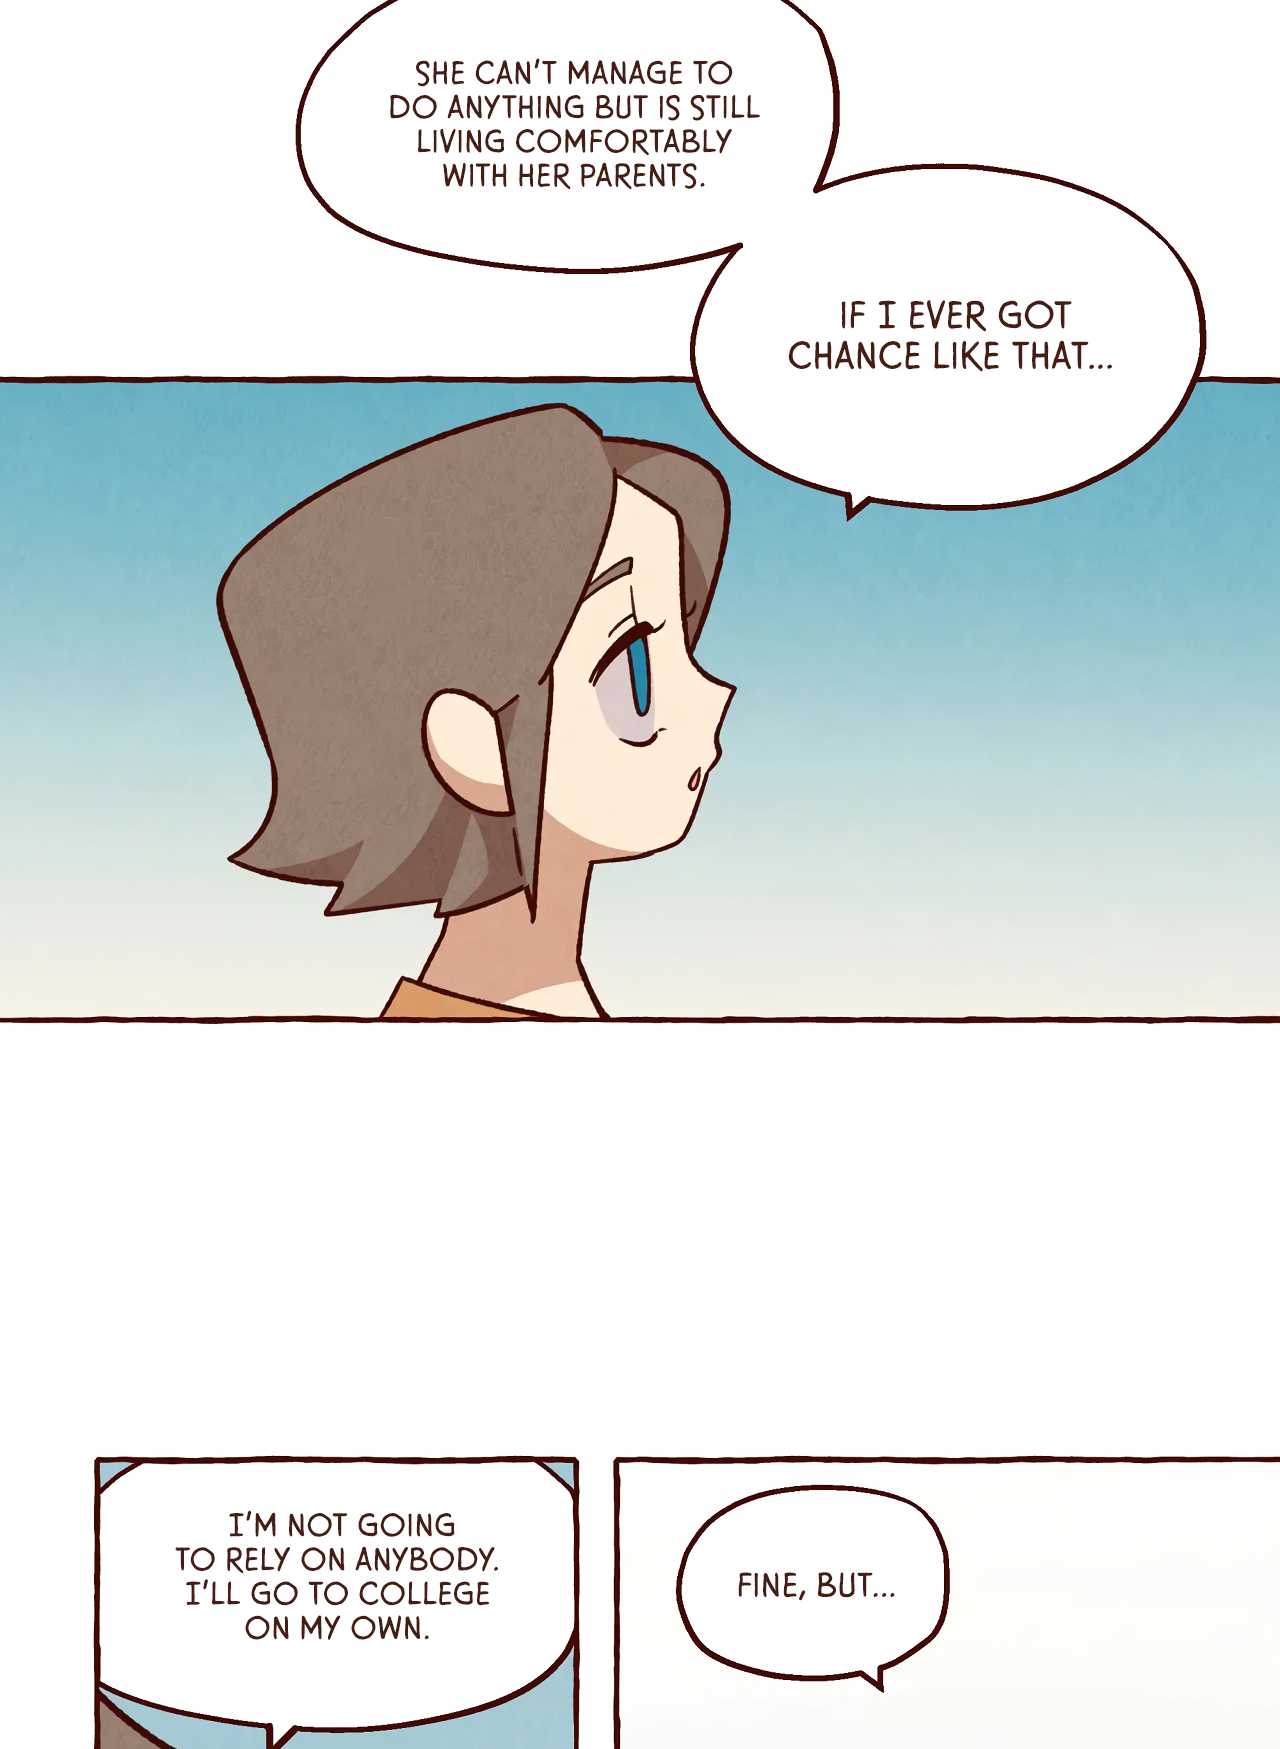 SHE CAN'T MANAGE TO
DO ANYTHING BUT IS STILL
LIVING COMFORTABLY
WITH HER PARENTS.
IF I EVER GOT
CHANCE LIKE THAT...
I'M NOT GOING
TO RELY ON ANYBODY.
I'LL GO TO COLLEGE
ON MY OWN.
FINE, BUT...